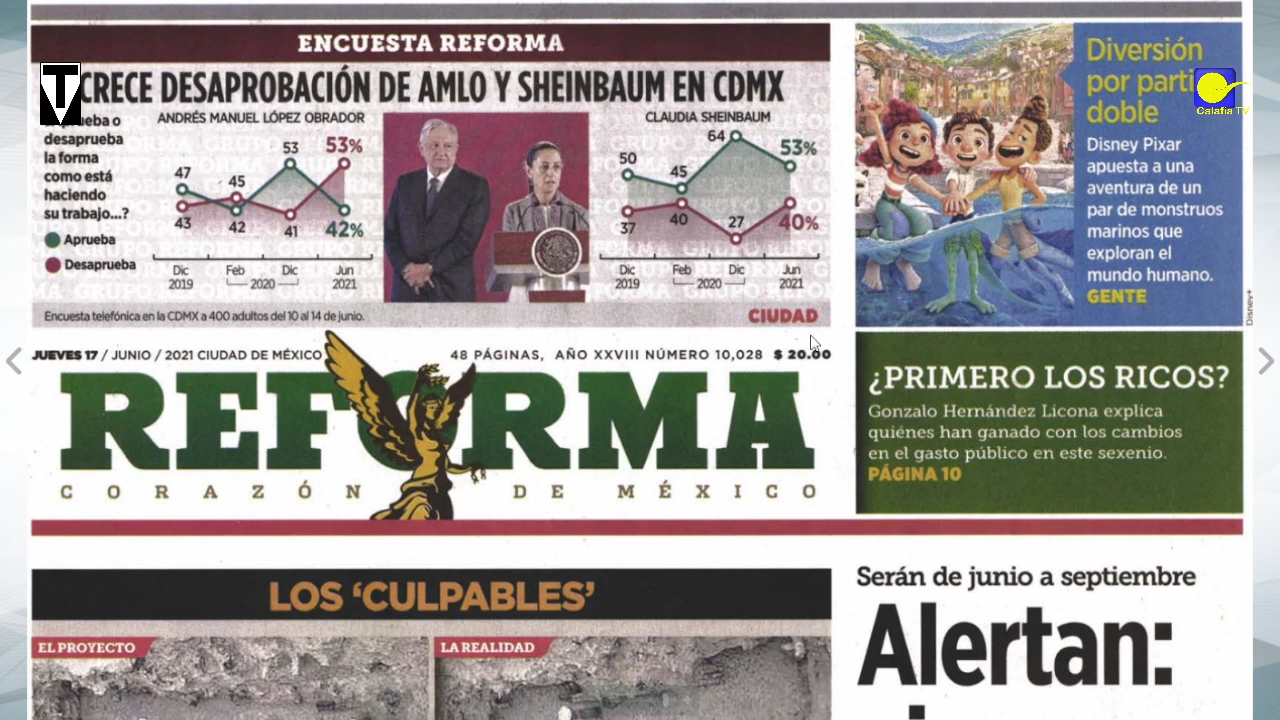 ENCUESTA REFORMA
CRECE DESAPROBACIÓN DE AMLO Y SHEINBAUM EN CDMX
o
desaprueba
la forma
como está
haciendo
su trabajo...?
Aprueba
Desaprueba
ANDRÉS MANUEL LÓPEZ OBRADOR
47
45
53
53%
43
42
41
42%
Dic
2019
Feb
Dic
2020
Jun
2021
CLAUDIA SHEINBAUM
50
45
64
53%
37
40
27
40%
Dic
2019
Feb
Dic
2020
Jun
2021
Encuesta telefónica en la CDMX a 400 adultos del 10 al 14 de junio.
CIUDAD
Diversión
por
doble
Disney Pixar
apuesta a una
aventura de un
par de monstruos
marinos que
exploran el
mundo humano.
GENTE
Disney+
Calafia TV
T
V
JUEVES 17 / JUNIO / 2021 CIUDAD DE MÉXICO
48 PÁGINAS, AÑO XXVIII NÚMERO 10,028 $ 20.00
REFORMA
CORAZÓN DE MÉXICO
¿PRIMERO LOS RICOS?
Gonzalo Hernández Licona explica
quiénes han ganado con los cambios
en el gasto público en este sexenio.
PÁGINA 10
LOS ‘CULPABLES’
EL PROYECTO
LA REALIDAD
Serán de junio a septiembre
Alertan: